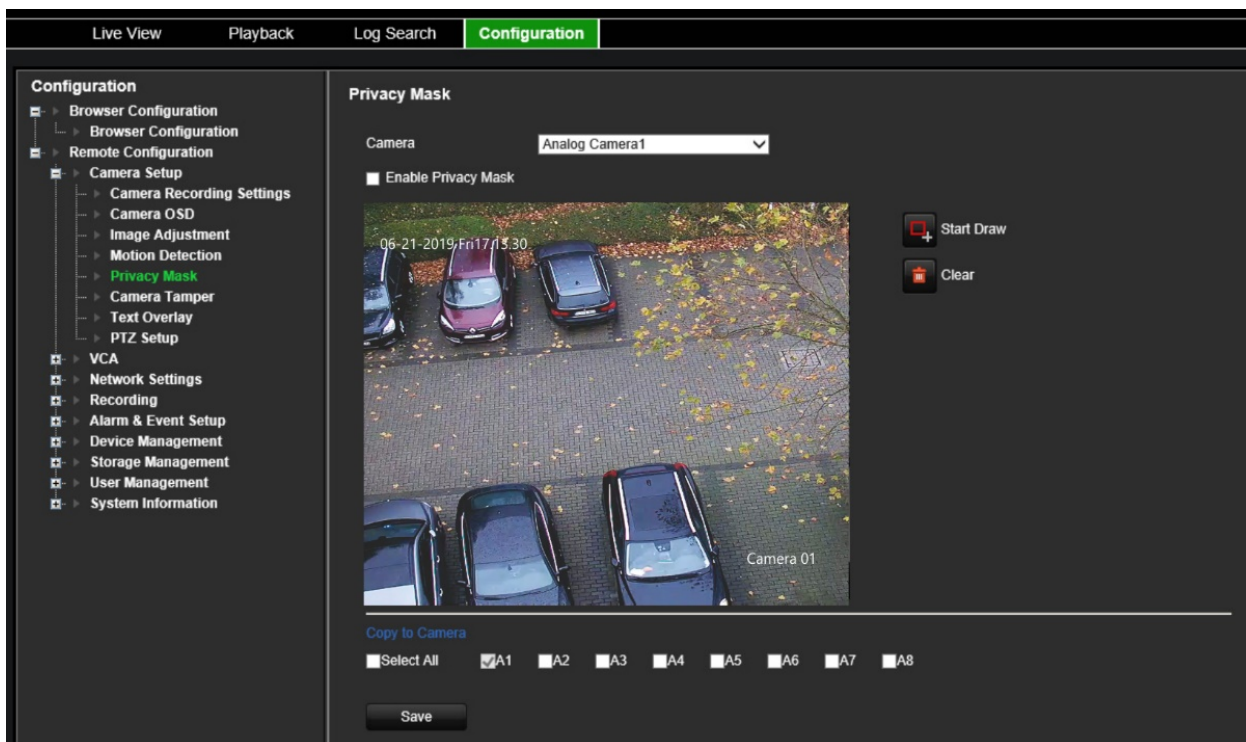 Live View Playback Log Search Configuration
Configuration
Browser Configuration
Browser Configuration
Remote Configuration
Camera Setup
Camera Recording Settings
Camera OSD
Image Adjustment
Motion Detection
Privacy Mask
Camera Tamper
Text Overlay
PTZ Setup
VCA
Network Settings
Recording
Alarm & Event Setup
Device Management
Storage Management
User Management
System Information
Privacy Mask
Camera Analog Camera1
Enable Privacy Mask
06-21-2019 Fri17.15.30
Start Draw
Clear
Camera 01
Copy to Camera
Select All A1 A2 A3 A4 A5 A6 A7 A8
Save